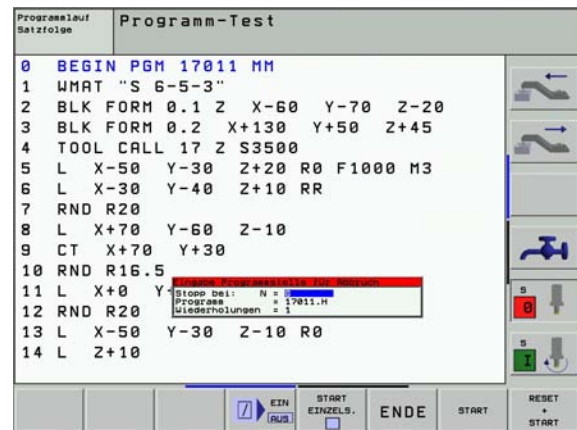 Programmlauf
Satzfolge
Programm-Test
0 BEGIN PGM 17011 MM
1 WMAT "S 6-5-3"
2 BLK FORM 0.1 Z X-60 Y-70 Z-20
3 BLK FORM 0.2 X+130 Y+50 Z+45
4 TOOL CALL 17 Z S3500
5 L X-50 Y-30 Z+20 R0 F1000 M3
6 L X-30 Y-40 Z+10 RR
7 RND R20
8 L X+70 Y-60 Z-10
9 CT X+70 Y+30
10 RND R16.5
Eingabe Programmstelle für Abbruch
11 L X+0 Y-
Stopp bei: N =
Programm = 17011.H
Wiederholungen = 1
12 RND R20
13 L X-50 Y-30 Z-10 R0
14 L Z+10
S
0
S
I
EIN
AUS
START
EINZELS.
ENDE
START
RESET
+
START